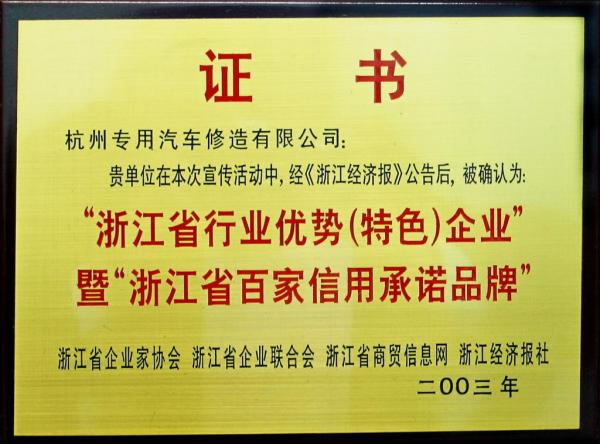 证 书
杭州专用汽车修造有限公司：
贵单位在本次宣传活动中，经《浙江经济报》公告后，被确认为：
“浙江省行业优势(特色)企业”
暨“浙江省百家信用承诺品牌”
浙江省企业家协会 浙江省企业联合会 浙江省商贸信息网 浙江经济报社
二OO三年